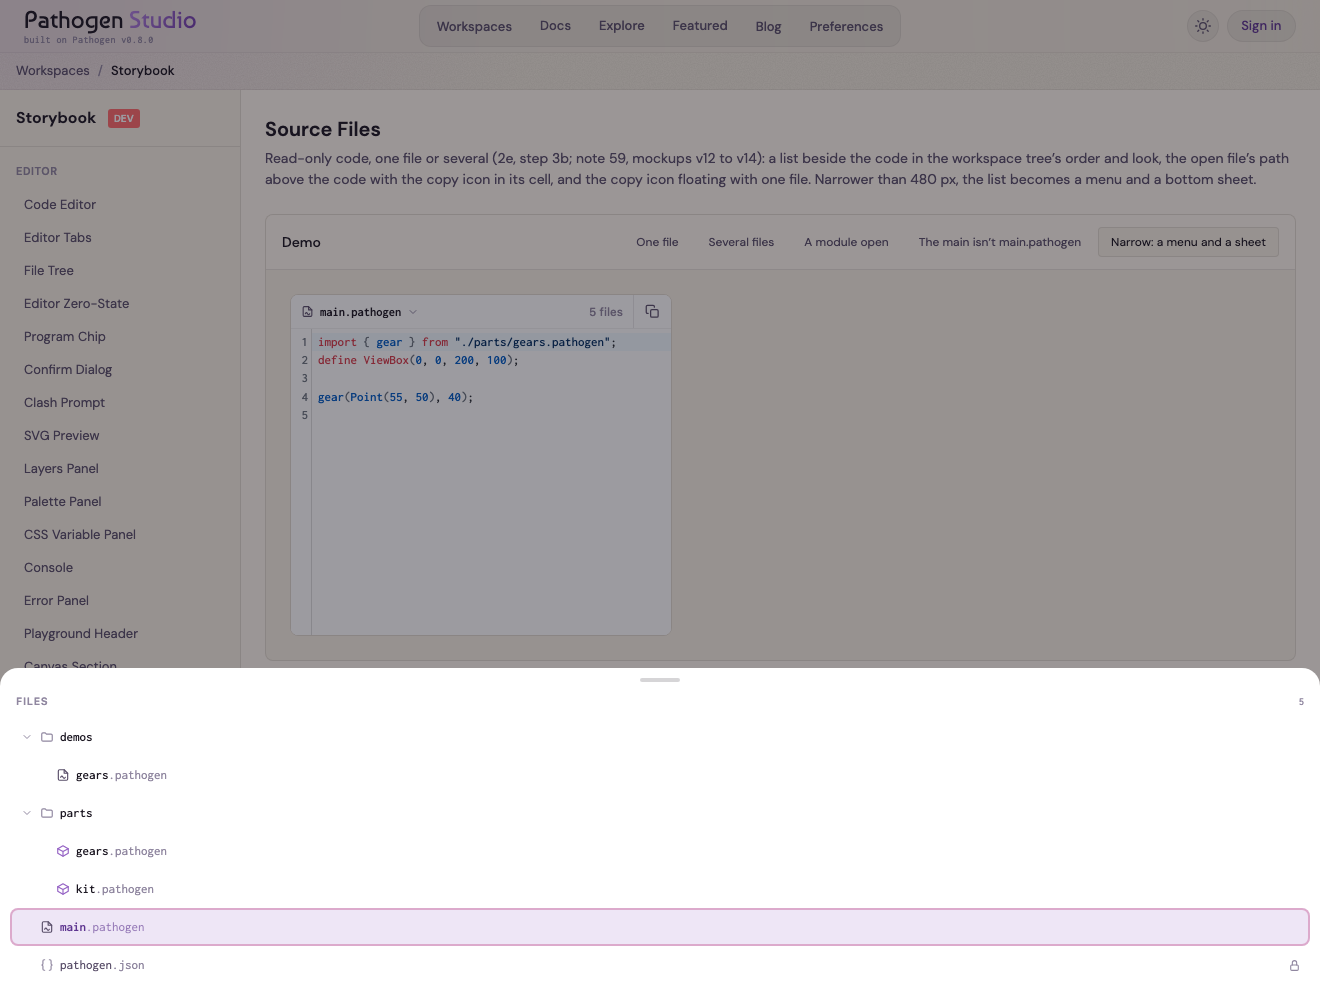 Pathogen Studio
built on Pathogen v0.8.0
Workspaces
Docs
Explore
Featured
Blog
Preferences
Sign in
Workspaces / Storybook
Storybook DEV
EDITOR
Code Editor
Editor Tabs
File Tree
Editor Zero-State
Program Chip
Confirm Dialog
Clash Prompt
SVG Preview
Layers Panel
Palette Panel
CSS Variable Panel
Console
Error Panel
Playground Header
Canvas Section
Source Files
Read-only code, one file or several (2e, step 3b; note 59, mockups v12 to v14): a list beside the code in the workspace tree's order and look, the open file's path
above the code with the copy icon in its cell, and the copy icon floating with one file. Narrower than 480 px, the list becomes a menu and a bottom sheet.
Demo
One file
Several files
A module open
The main isn't main.pathogen
Narrow: a menu and a sheet
main.pathogen
5 files
1 import { gear } from "./parts/gears.pathogen";
2 define ViewBox(0, 0, 200, 100);
3
4 gear(Point(55, 50), 40);
5
FILES
5
demos
gears.pathogen
parts
gears.pathogen
kit.pathogen
main.pathogen
pathogen.json